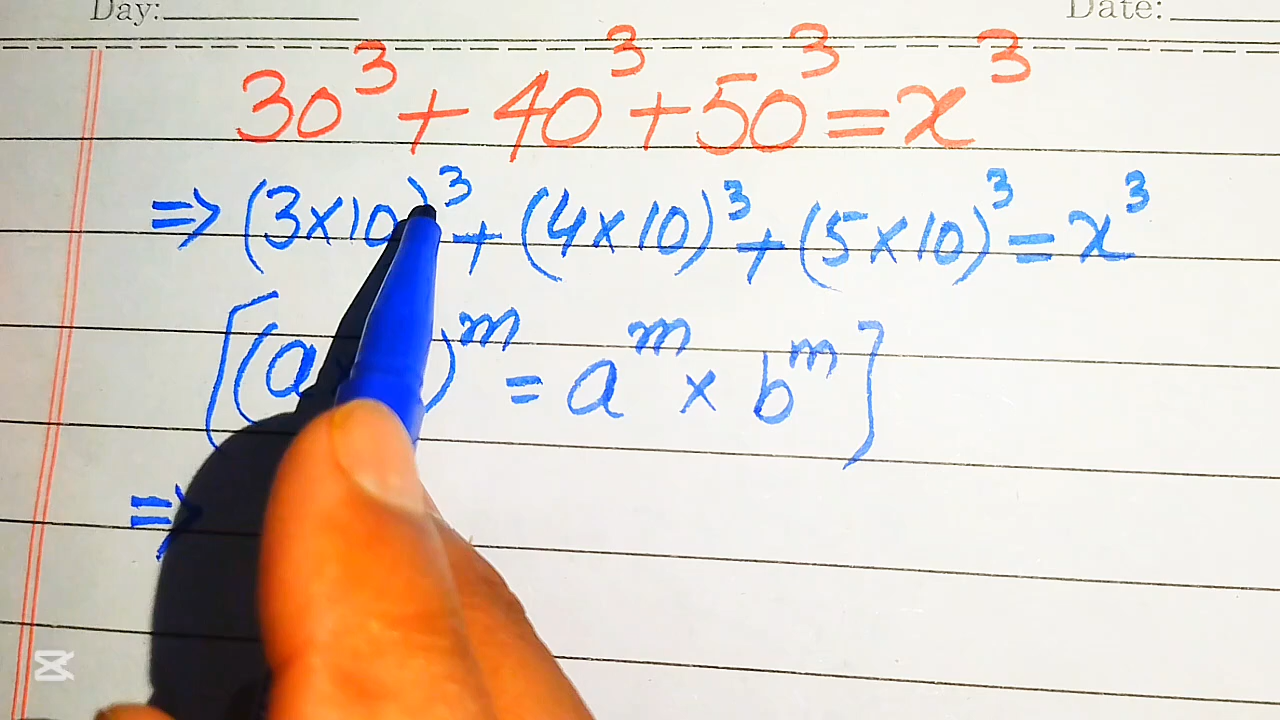 Day: Date:
30³ + 40³ + 50³ = x³
⇒ (3×10)³ + (4×10)³ + (5×10)³ = x³
[(a )ᵐ = aᵐ × bᵐ]
⇒